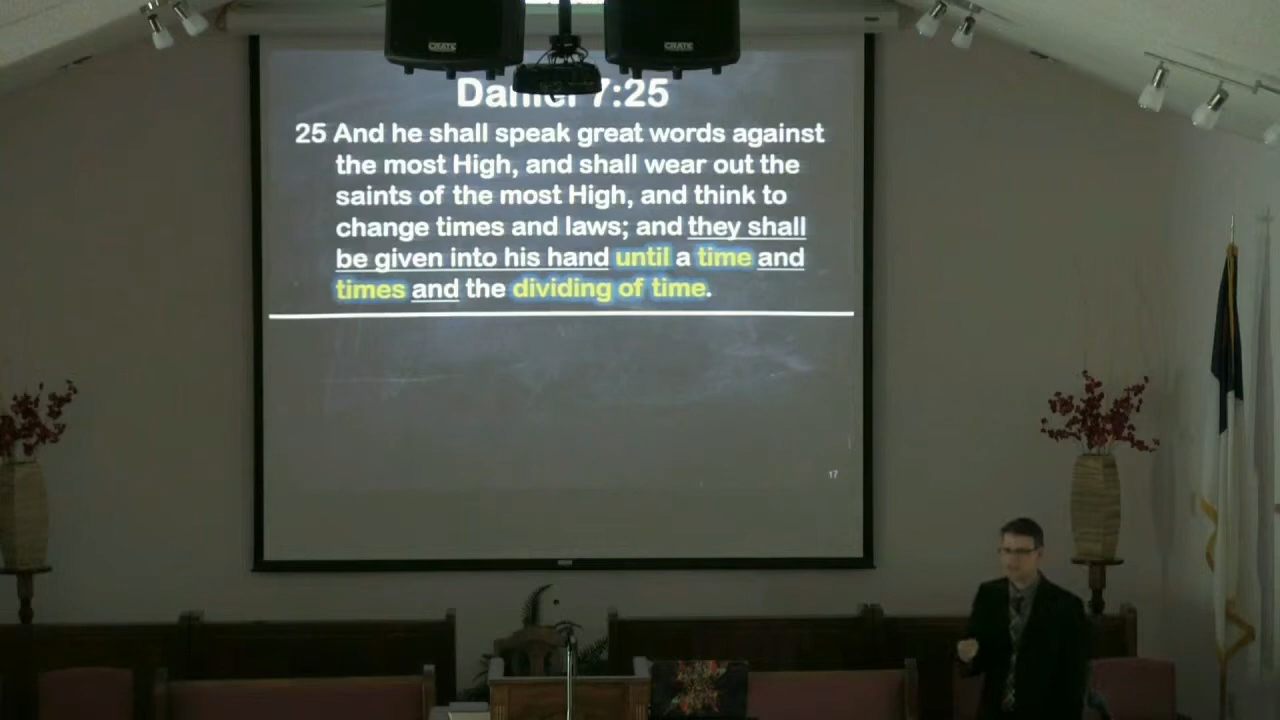 CRATE CRATE
Daniel 7:25
25 And he shall speak great words against
the most High, and shall wear out the
saints of the most High, and think to
change times and laws; and they shall
be given into his hand until a time and
times and the dividing of time.
17